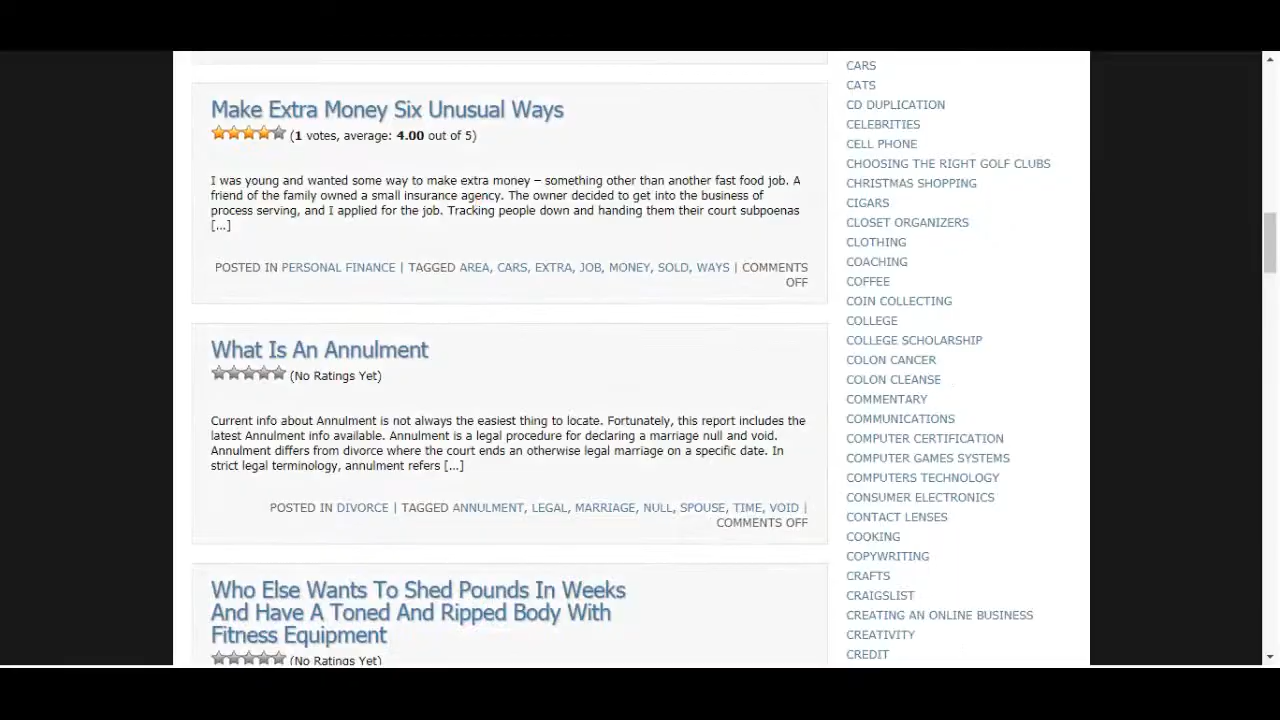 Make Extra Money Six Unusual Ways
(1 votes, average: 4.00 out of 5)
I was young and wanted some way to make extra money – something other than another fast food job. A
friend of the family owned a small insurance agency. The owner decided to get into the business of
process serving, and I applied for the job. Tracking people down and handing them their court subpoenas
[...]
POSTED IN PERSONAL FINANCE | TAGGED AREA, CARS, EXTRA, JOB, MONEY, SOLD, WAYS | COMMENTS
OFF
What Is An Annulment
(No Ratings Yet)
Current info about Annulment is not always the easiest thing to locate. Fortunately, this report includes the
latest Annulment info available. Annulment is a legal procedure for declaring a marriage null and void.
Annulment differs from divorce where the court ends an otherwise legal marriage on a specific date. In
strict legal terminology, annulment refers [...]
POSTED IN DIVORCE | TAGGED ANNULMENT, LEGAL, MARRIAGE, NULL, SPOUSE, TIME, VOID |
COMMENTS OFF
Who Else Wants To Shed Pounds In Weeks
And Have A Toned And Ripped Body With
Fitness Equipment
(No Ratings Yet)
CARS
CATS
CD DUPLICATION
CELEBRITIES
CELL PHONE
CHOOSING THE RIGHT GOLF CLUBS
CHRISTMAS SHOPPING
CIGARS
CLOSET ORGANIZERS
CLOTHING
COACHING
COFFEE
COIN COLLECTING
COLLEGE
COLLEGE SCHOLARSHIP
COLON CANCER
COLON CLEANSE
COMMENTARY
COMMUNICATIONS
COMPUTER CERTIFICATION
COMPUTER GAMES SYSTEMS
COMPUTERS TECHNOLOGY
CONSUMER ELECTRONICS
CONTACT LENSES
COOKING
COPYWRITING
CRAFTS
CRAIGSLIST
CREATING AN ONLINE BUSINESS
CREATIVITY
CREDIT